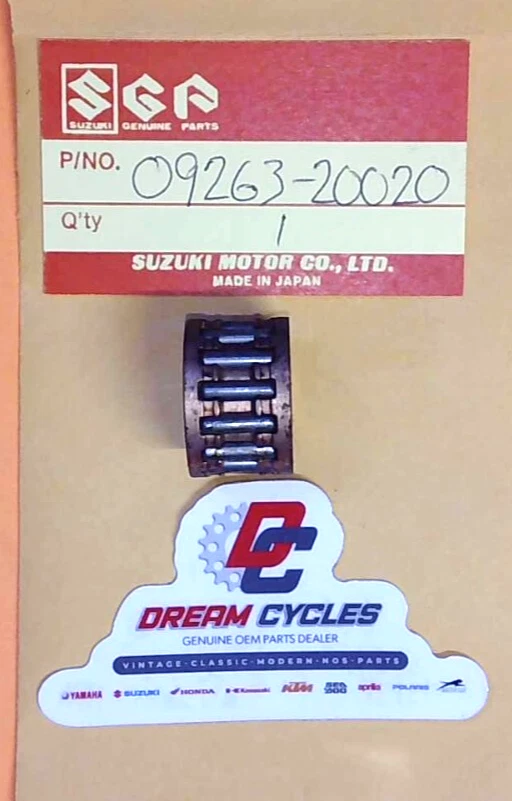 SGP
SUZUKI GENUINE PARTS
P/NO. 09263-20020
Q'ty 1
SUZUKI MOTOR CO., LTD.
MADE IN JAPAN
DC
DREAM CYCLES
GENUINE OEM PARTS DEALER
VINTAGE-CLASSIC-MODERN-NOS-PARTS
YAMAHA SUZUKI HONDA Kawasaki KTM aprilia POLARIS